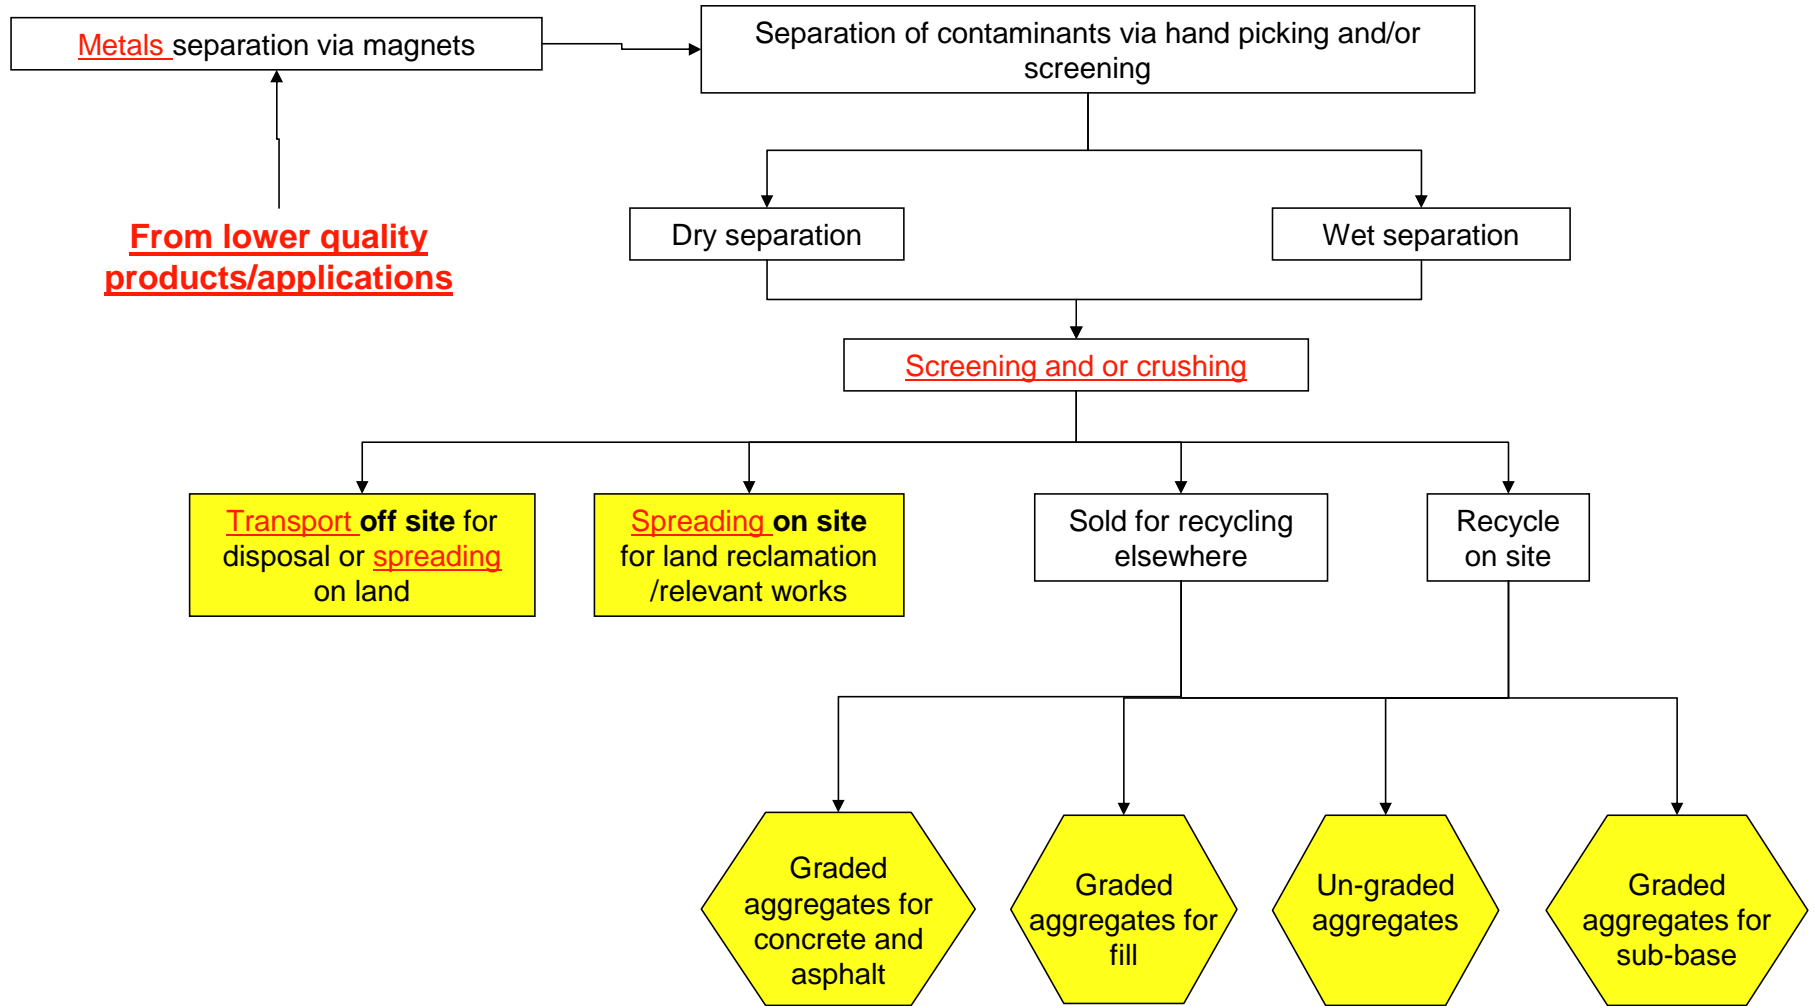 Metals separation via magnets
Separation of contaminants via hand picking and/or
screening
From lower quality
products/applications
Dry separation
Wet separation
Screening and or crushing
Transport off site for
disposal or spreading
on land
Spreading on site
for land reclamation
/relevant works
Sold for recycling
elsewhere
Recycle
on site
Graded
aggregates for
concrete and
asphalt
Graded
aggregates for
fill
Un-graded
aggregates
Graded
aggregates for
sub-base